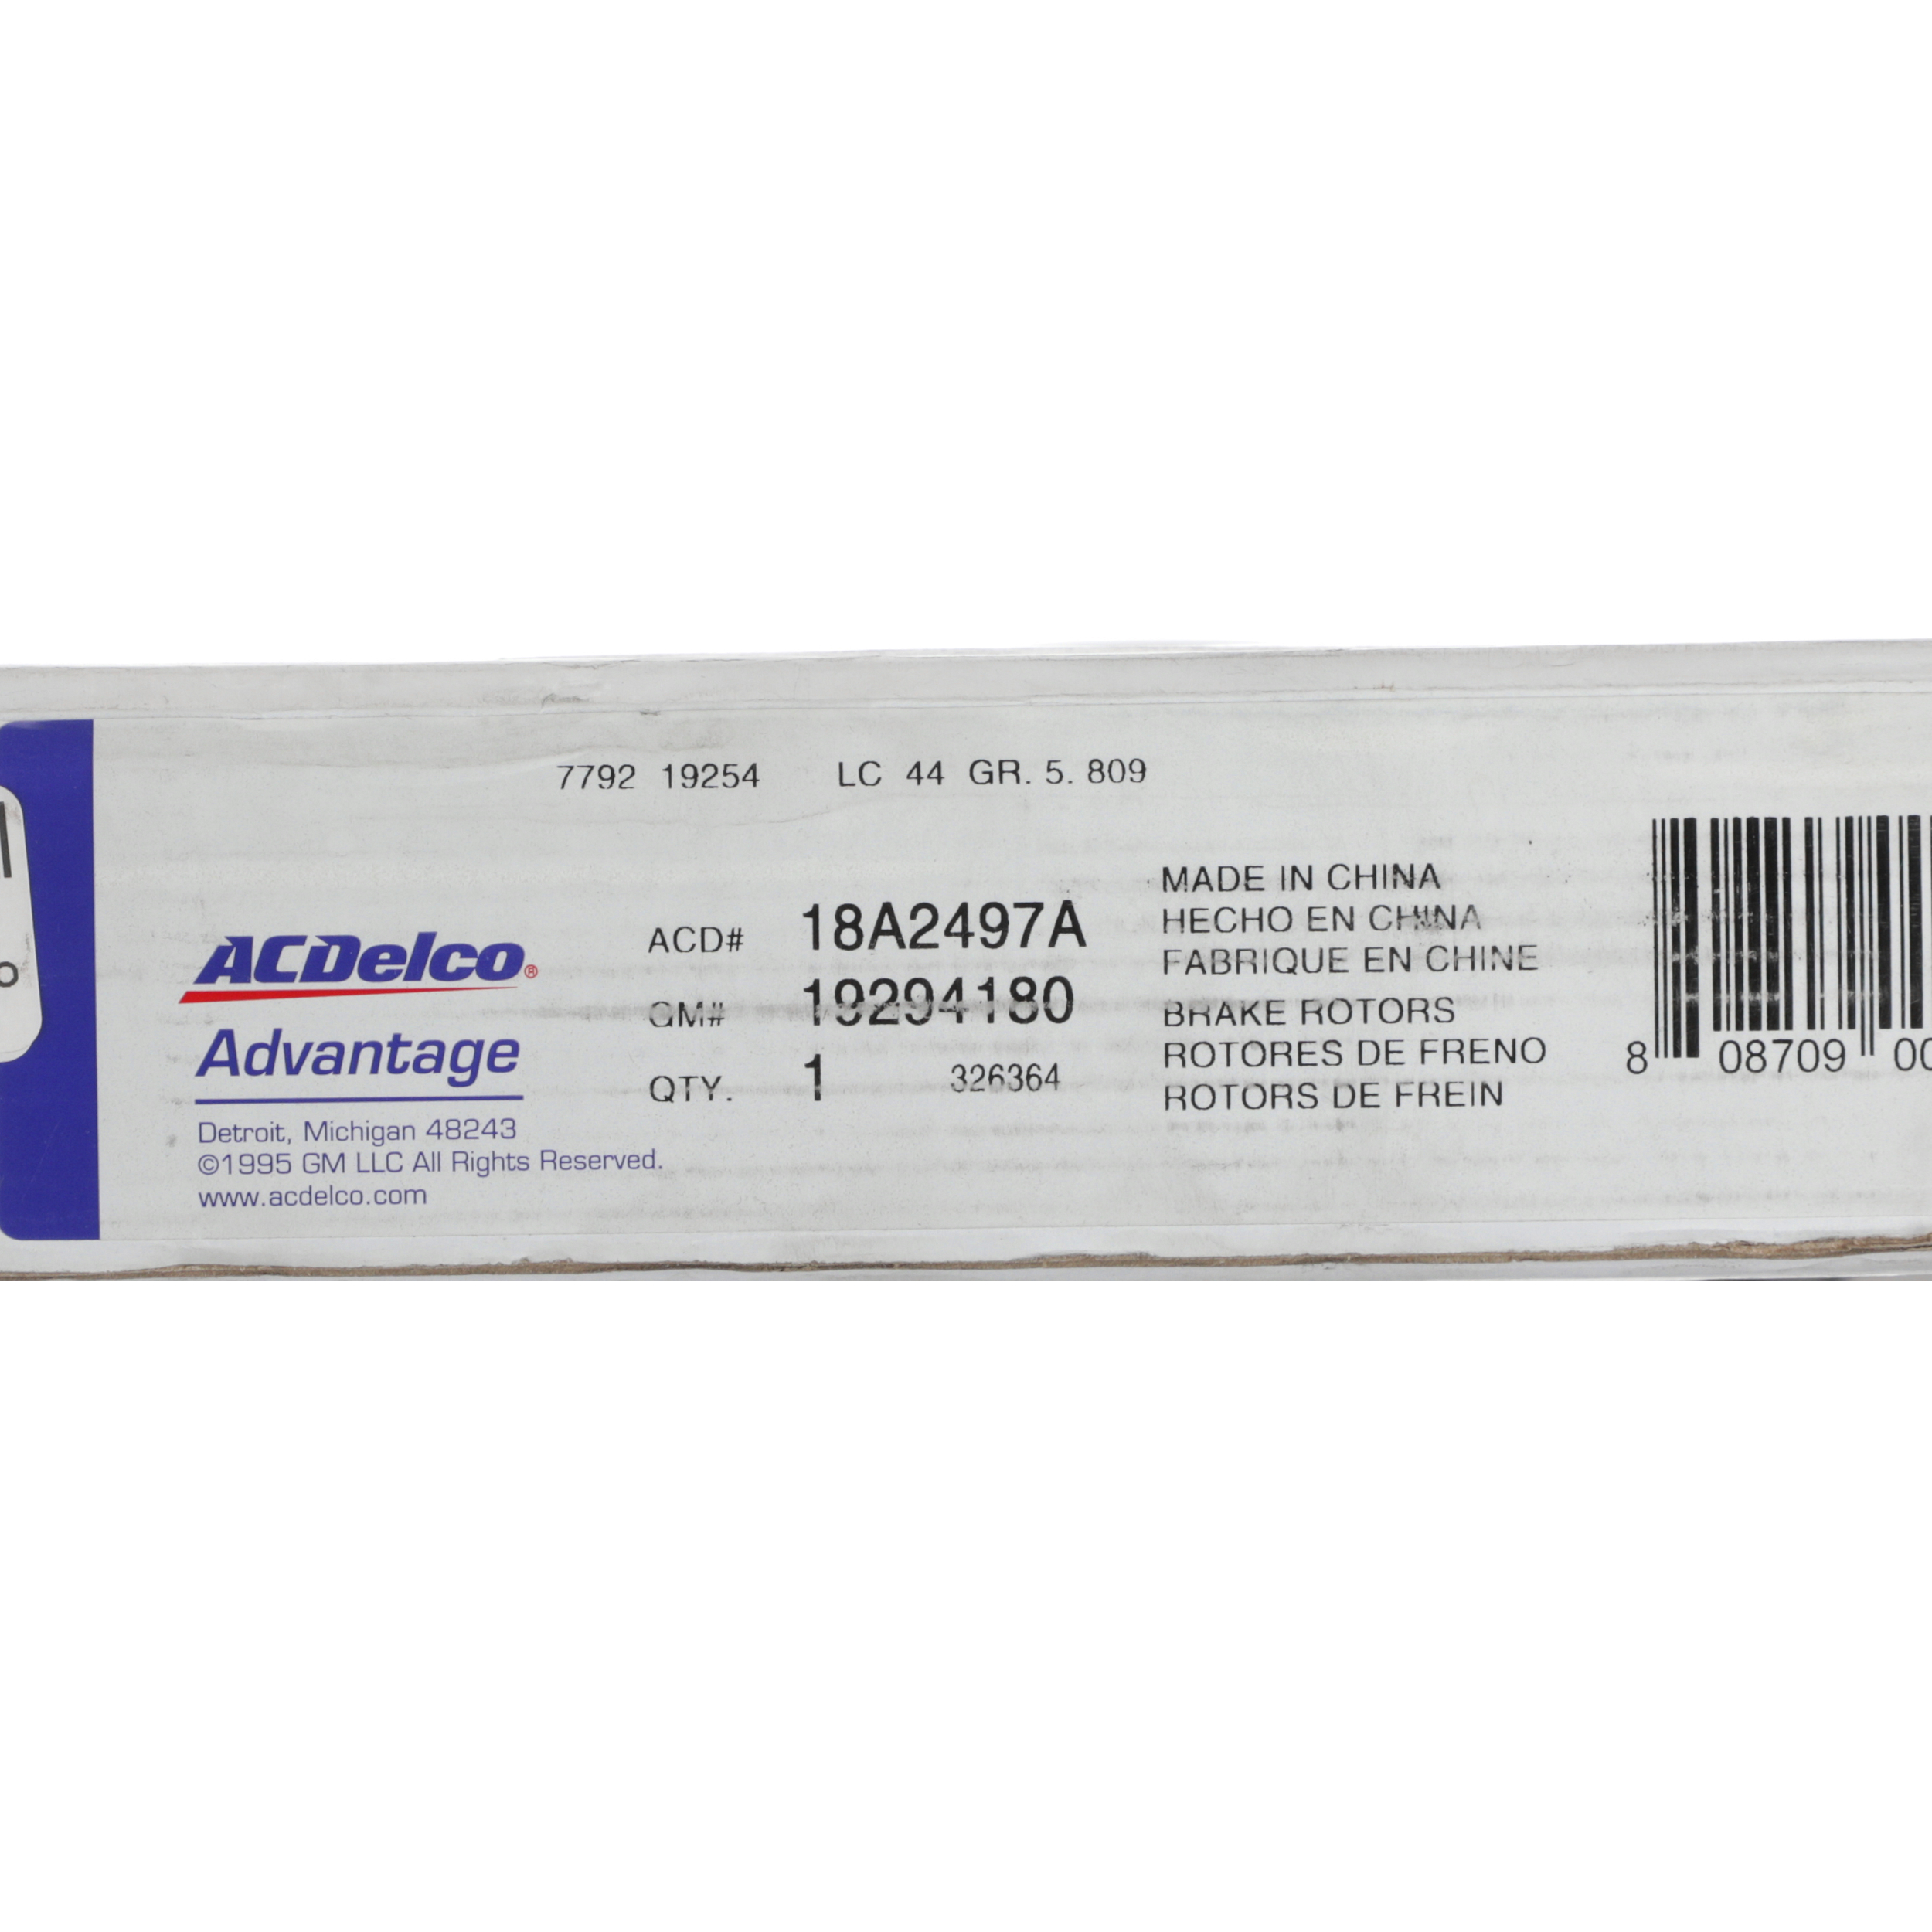 7792 19254 LC 44 GR. 5. 809
ACDelco®
Advantage
Detroit, Michigan 48243
©1995 GM LLC All Rights Reserved.
www.acdelco.com
ACD# 18A2497A
GM# 19294180
QTY. 1 326364
MADE IN CHINA
HECHO EN CHINA
FABRIQUE EN CHINE
BRAKE ROTORS
ROTORES DE FRENO
ROTORS DE FREIN
8 08709